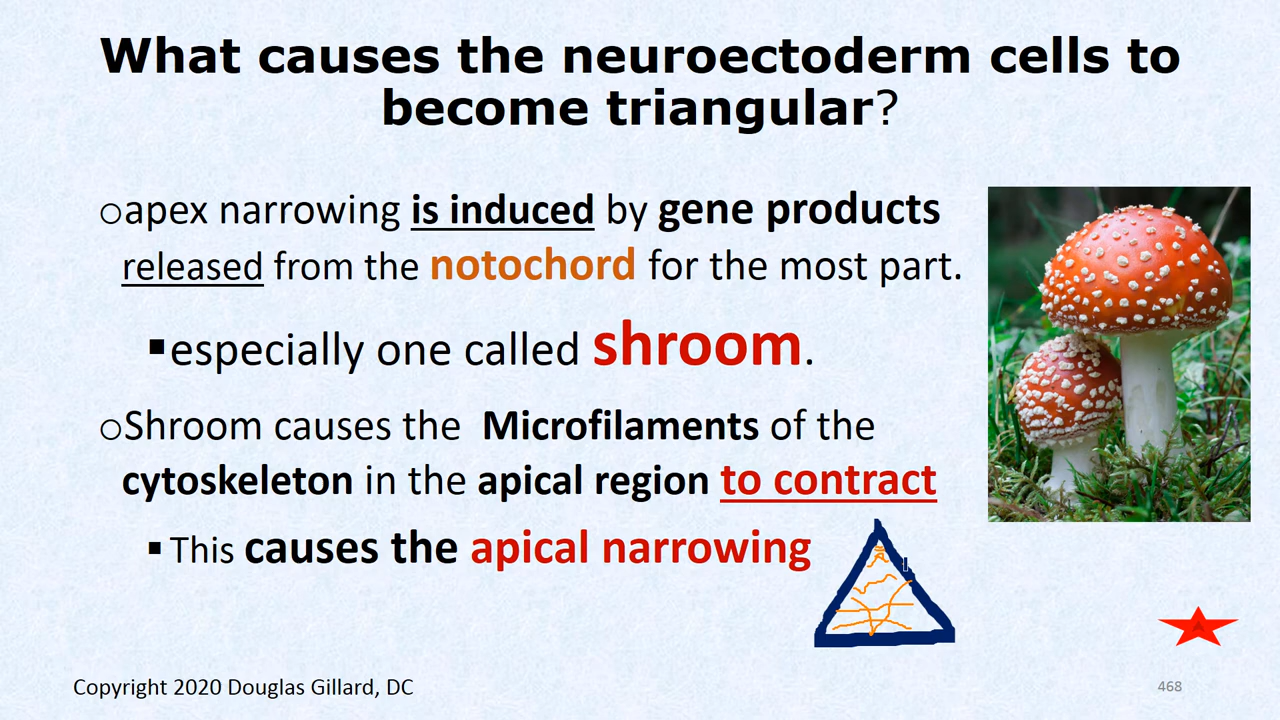 What causes the neuroectoderm cells to
become triangular?
oapex narrowing is induced by gene products
released from the notochord for the most part.
▪especially one called shroom.
oShroom causes the Microfilaments of the
cytoskeleton in the apical region to contract
▪This causes the apical narrowing
Copyright 2020 Douglas Gillard, DC
468